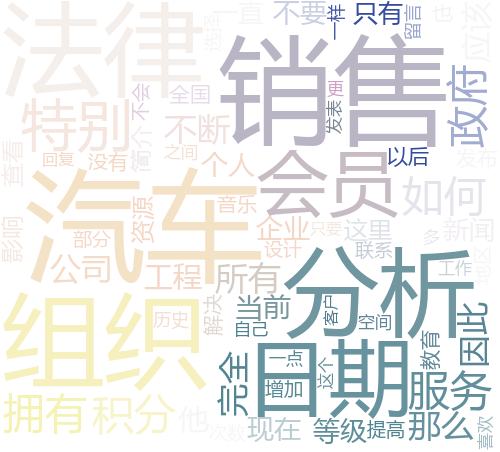 法律
一直
不要
一样
只有
留言
也
应该
选择
不会
全国
销售
更
发表
政府
特别
不断
简介
之间
个人
查看
回复
没有
会员
以后
发布
如何
汽车
影响
资源
音乐
部分
企业
只要
设计
这里
联系
多
新闻
地区
公司
工程
所有
分析
工作
组织
历史
解决
当前
自己
客户
空间
因此
教育
日期
一点
这个
增加
完全
服务
拥有
积分
他
次数
现在
等级
提高
那么
喜欢